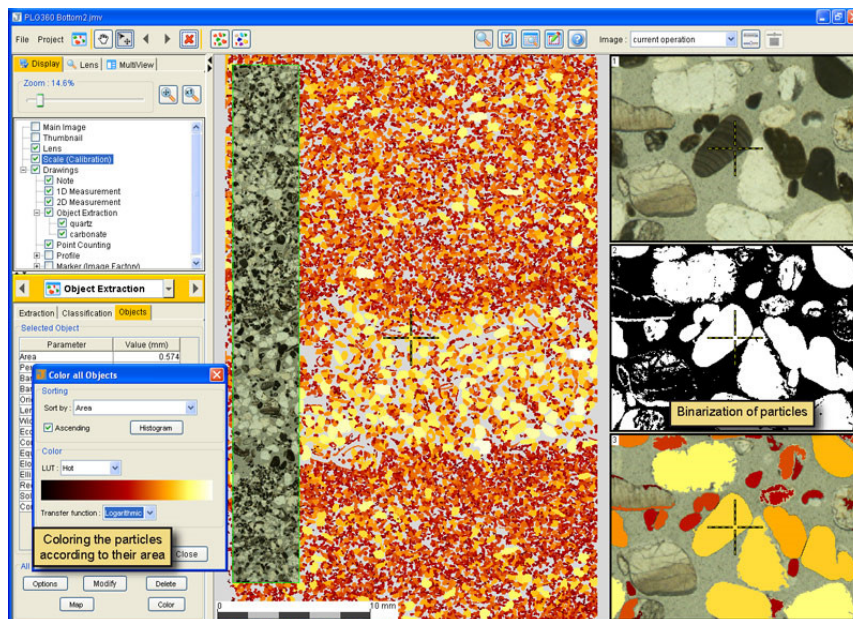 PLG360 Bottom2.jmv
File Project
Image : current operation
Display Lens MultiView
Zoom : 14.6%
x1
Main Image
Thumbnail
Lens
Scale (Calibration)
Drawings
Note
1D Measurement
2D Measurement
Object Extraction
quartz
carbonate
Point Counting
Profile
Marker (Image Factory)
Object Extraction
Extraction Classification Objects
Selected Object
Parameter Value (mm)
Area 0.574
Color all Objects
Sorting
Sort by : Area
Ascending Histogram
Color
LUT : Hot
Transfer function : Logarithmic
Close
Coloring the particles
according to their area
All
Options Modify Delete
Map Color
0 10 mm
1
2
Binarization of particles
3